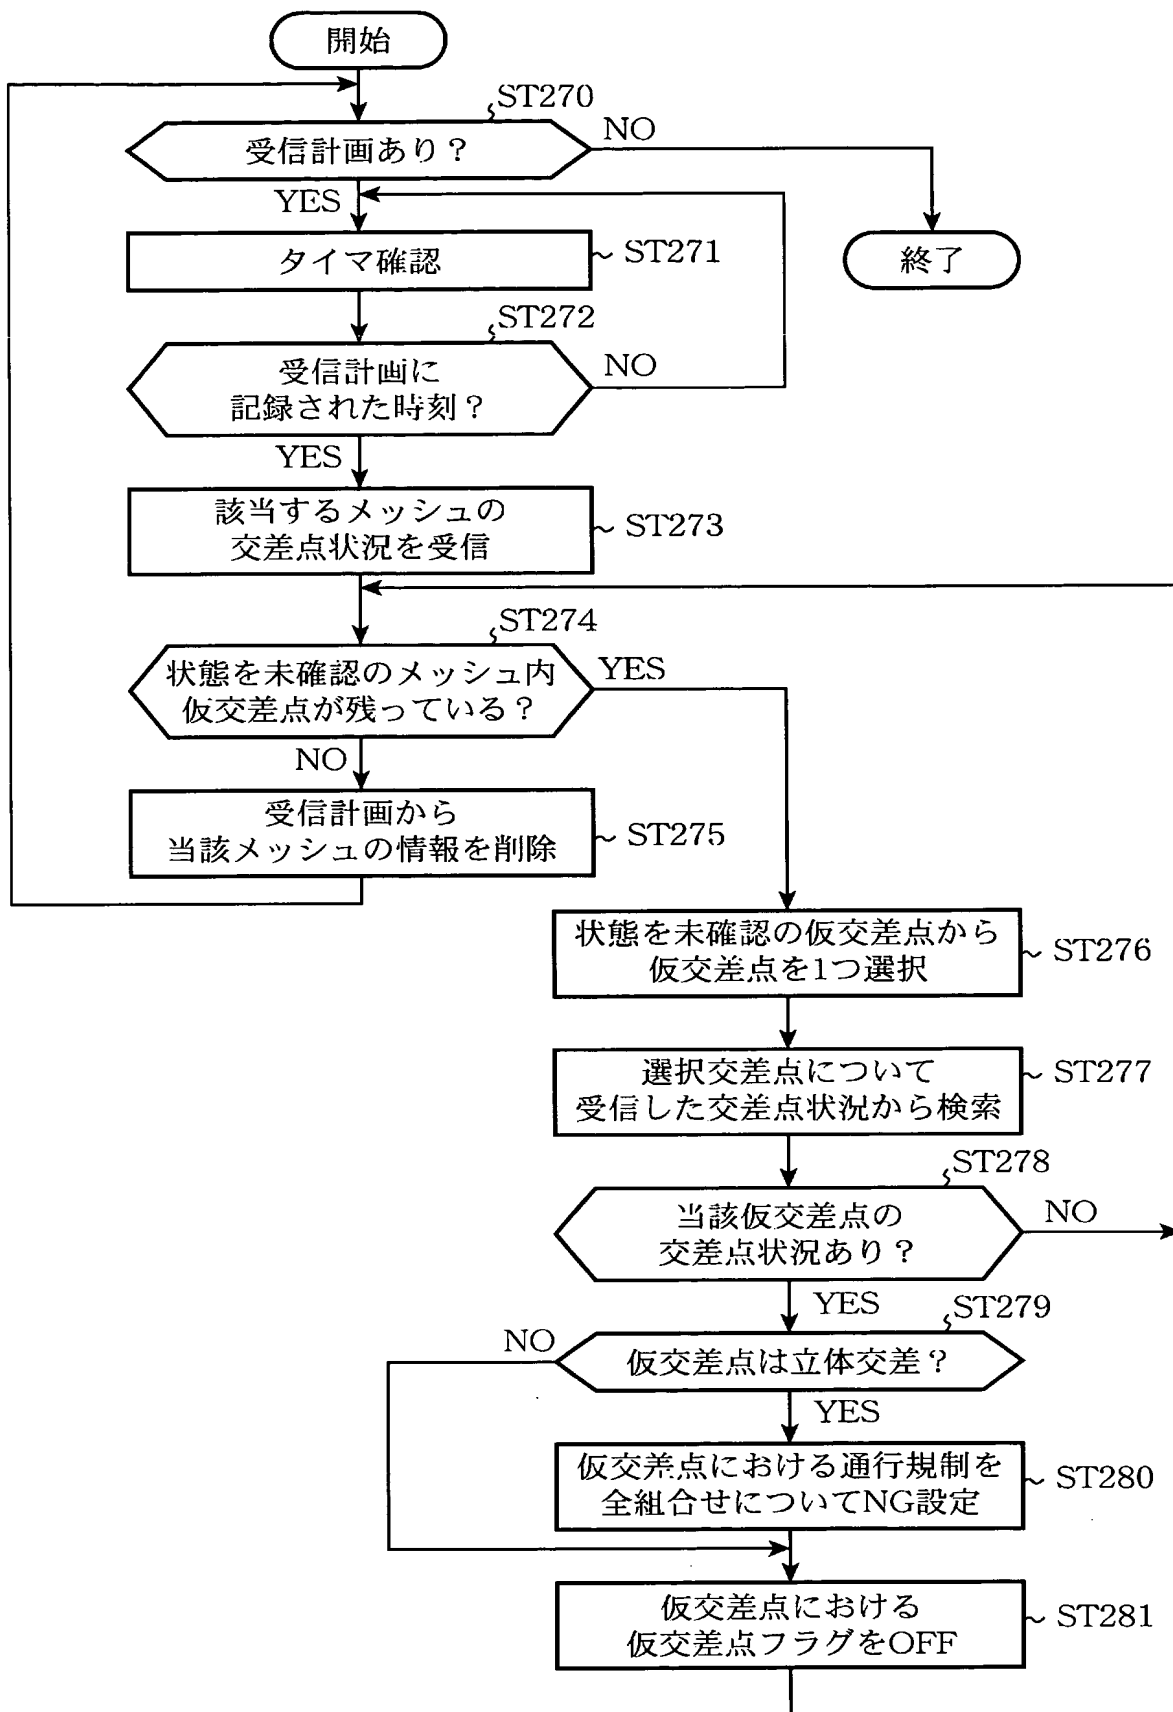 開始
ST270
受信計画あり?
NO
YES
タイマ確認
ST271
終了
ST272
受信計画に
記録された時刻?
NO
YES
該当するメッシュの
交差点状況を受信
ST273
ST274
状態を未確認のメッシュ内
仮交差点が残っている?
YES
NO
受信計画から
当該メッシュの情報を削除
ST275
状態を未確認の仮交差点から
仮交差点を1つ選択
ST276
選択交差点について
受信した交差点状況から検索
ST277
ST278
当該仮交差点の
交差点状況あり?
NO
YES
ST279
仮交差点は立体交差?
NO
YES
仮交差点における通行規制を
全組合せについてNG設定
ST280
仮交差点における
仮交差点フラグをOFF
ST281